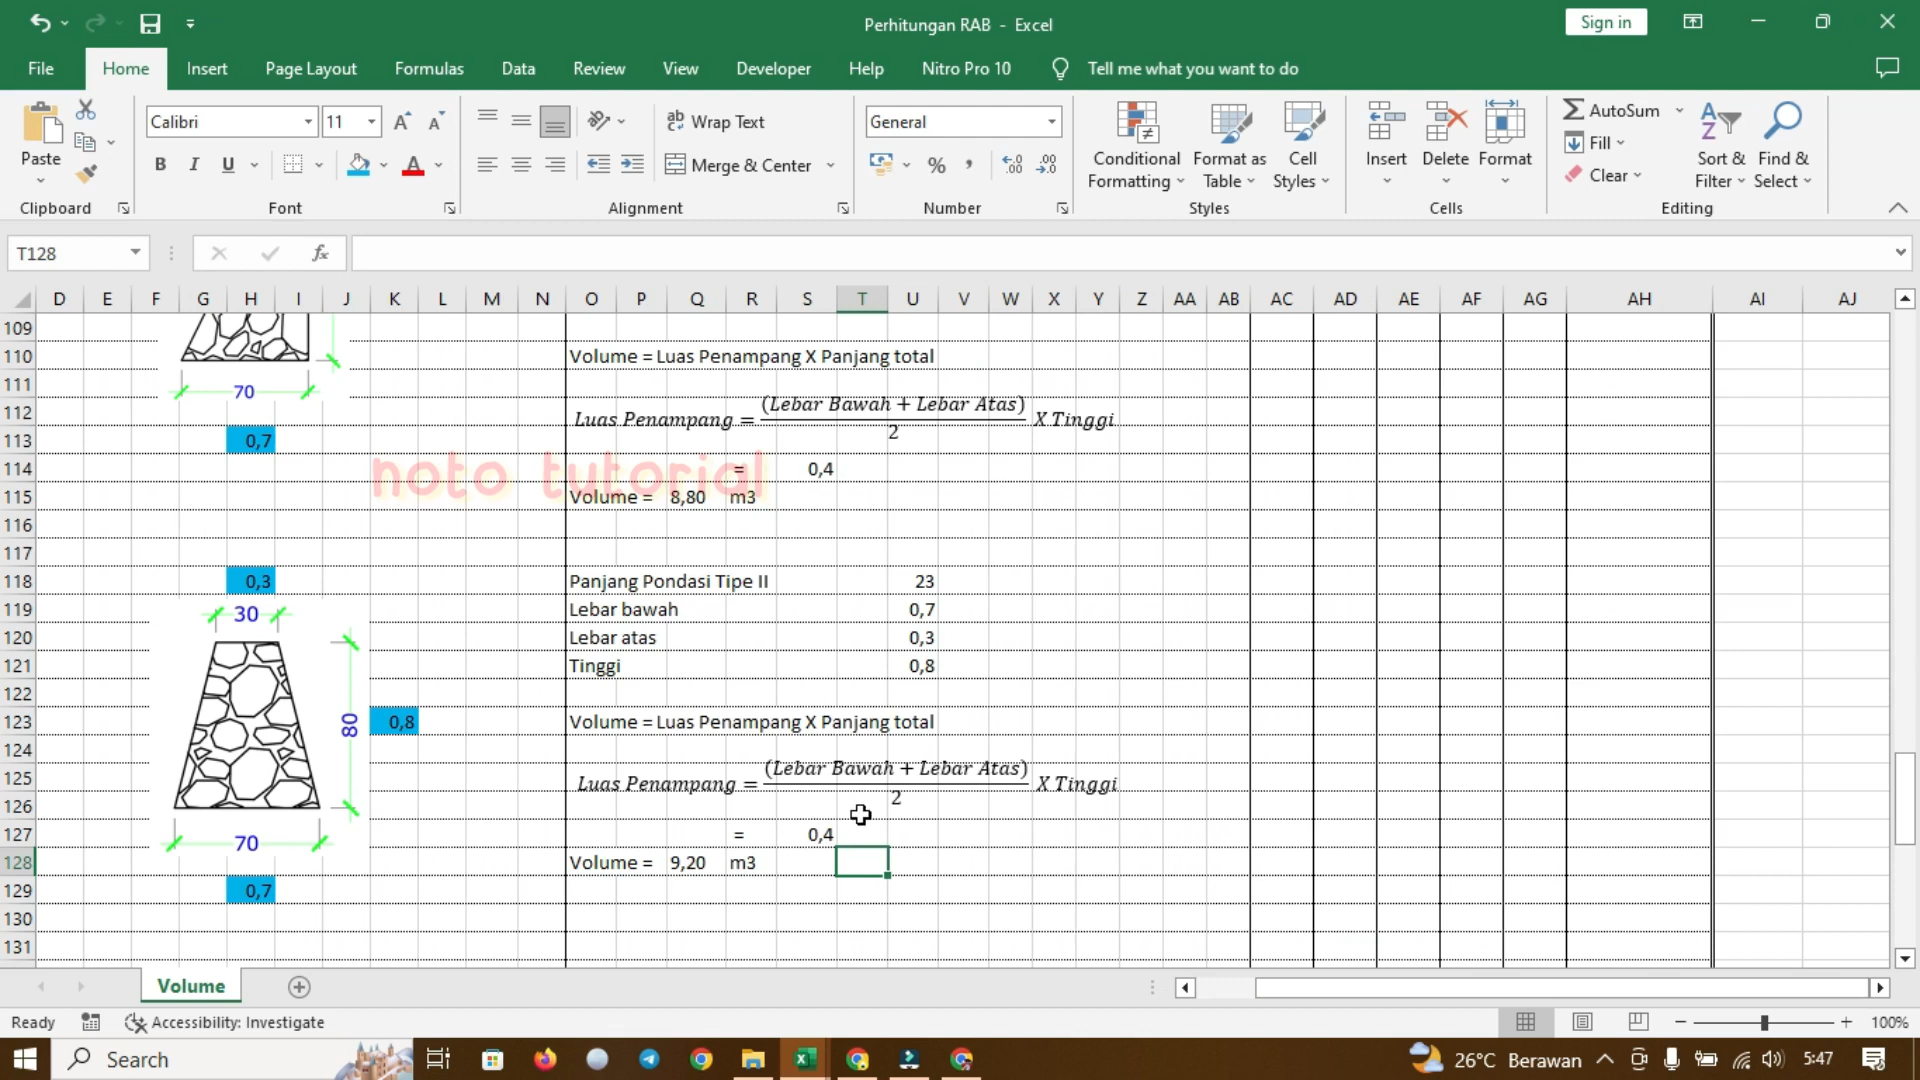 Perhitungan RAB - Excel
Sign in
File Home Insert Page Layout Formulas Data Review View Developer Help Nitro Pro 10 Tell me what you want to do
Paste
Clipboard
Calibri 11
B I U
Font
Wrap Text
Merge & Center
Alignment
General
% ,
Number
Conditional Formatting
Format as Table
Cell Styles
Styles
Insert Delete Format
Cells
AutoSum
Fill
Clear
Sort & Filter
Find & Select
Editing
T128
fx
D E F G H I J K L M N O P Q R S T U V W X Y Z AA AB AC AD AE AF AG AH AI AJ
109
110 Volume = Luas Penampang X Panjang total
111
70
112 Luas Penampang = (Lebar Bawah + Lebar Atas) / 2 X Tinggi
113 0,7
114 = 0,4
noto tutorial
115 Volume = 8,80 m3
116
117
118 0,3 Panjang Pondasi Tipe II 23
119 30 Lebar bawah 0,7
120 Lebar atas 0,3
121 Tinggi 0,8
122
123 80 0,8 Volume = Luas Penampang X Panjang total
124
125 Luas Penampang = (Lebar Bawah + Lebar Atas) / 2 X Tinggi
126
127 70 = 0,4
128 Volume = 9,20 m3
129 0,7
130
131
Volume
Ready Accessibility: Investigate 100%
Search 26°C Berawan 5:47